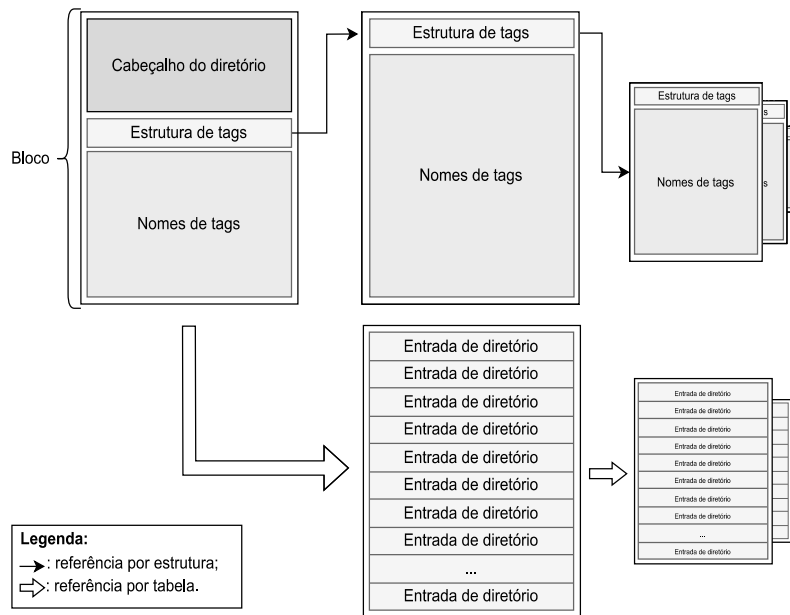 Bloco
Cabeçalho do diretório
Estrutura de tags
Nomes de tags
Estrutura de tags
Nomes de tags
Estrutura de tags
Nomes de tags
Entrada de diretório
Entrada de diretório
Entrada de diretório
Entrada de diretório
Entrada de diretório
Entrada de diretório
Entrada de diretório
Entrada de diretório
...
Entrada de diretório
Entrada de diretório
Entrada de diretório
Entrada de diretório
Entrada de diretório
Entrada de diretório
Entrada de diretório
Entrada de diretório
Entrada de diretório
...
Entrada de diretório
Legenda:
: referência por estrutura;
: referência por tabela.